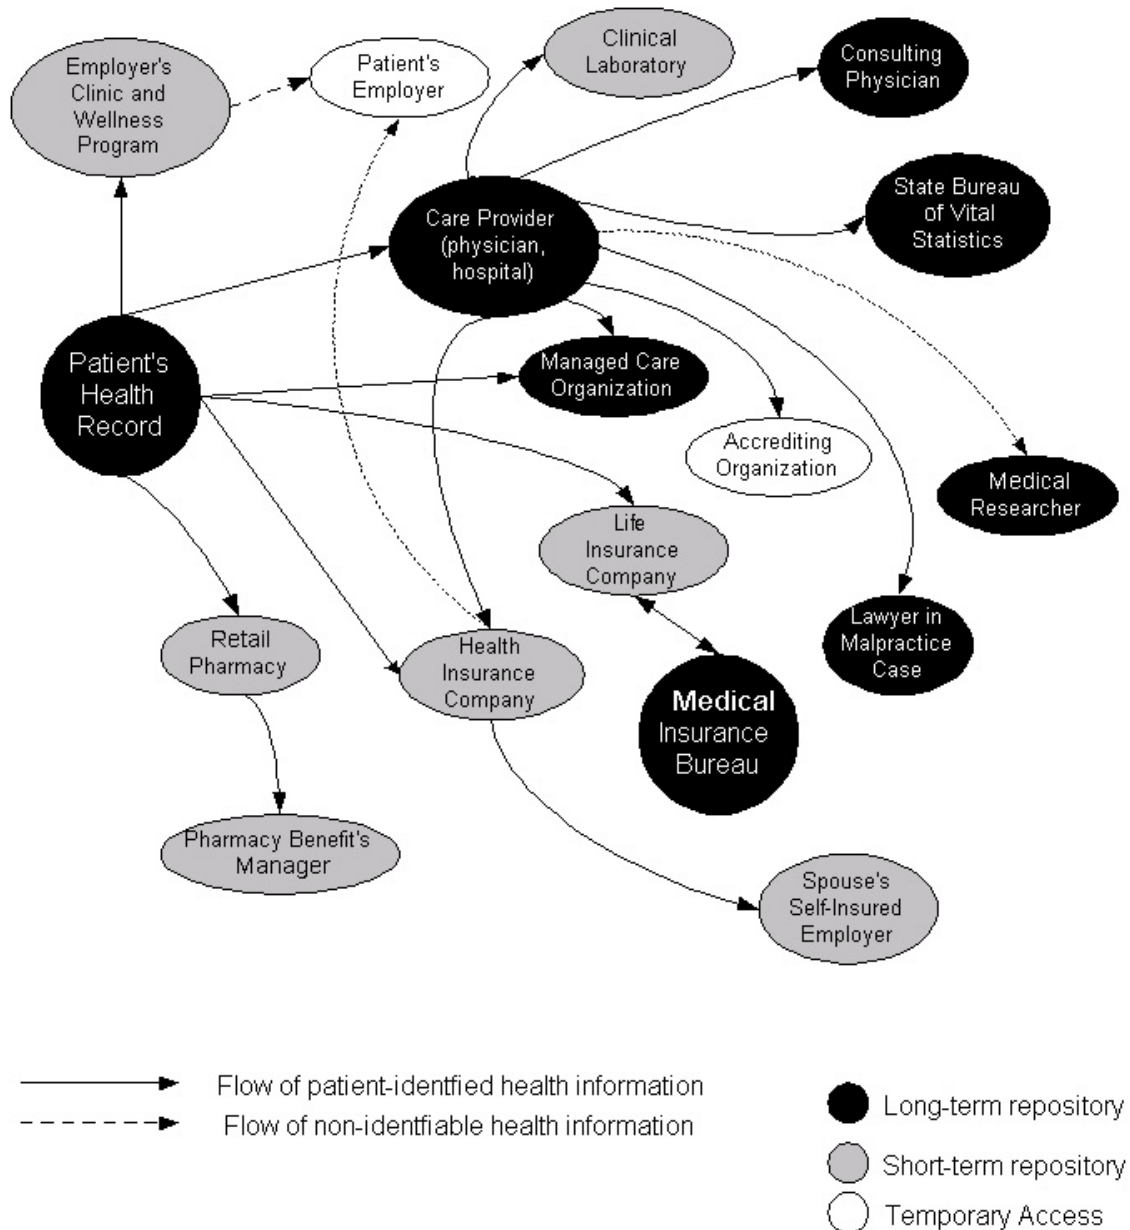 Employer's
Clinic and
Wellness
Program
Patient's
Employer
Clinical
Laboratory
Consulting
Physician
Care Provider
(physician,
hospital)
State Bureau
of Vital
Statistics
Patient's
Health
Record
Managed Care
Organization
Accrediting
Organization
Medical
Researcher
Life
Insurance
Company
Retail
Pharmacy
Health
Insurance
Company
Lawyer in
Malpractice
Case
Medical
Insurance
Bureau
Pharmacy Benefit's
Manager
Spouse's
Self-Insured
Employer
Flow of patient-identfied health information
Flow of non-identfiable health information
Long-term repository
Short-term repository
Temporary Access